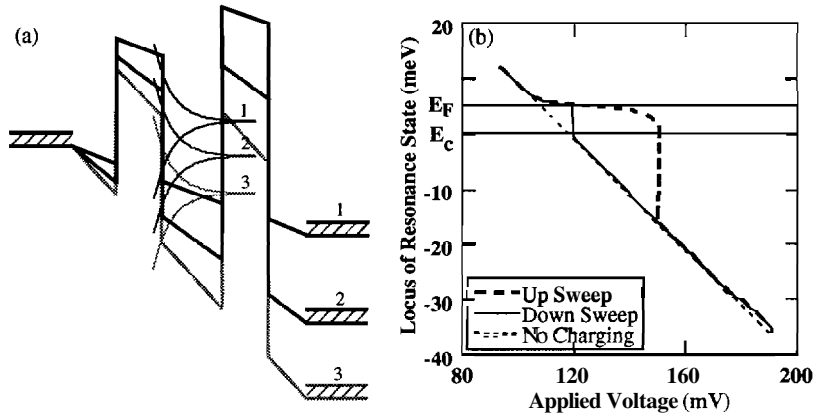 (a)
1
2
3
1
2
3
(b)
Locus of Resonance State (meV)
20
E_F
E_c
-10
-20
-30
-40
Up Sweep
Down Sweep
No Charging
80 120 160 200
Applied Voltage (mV)